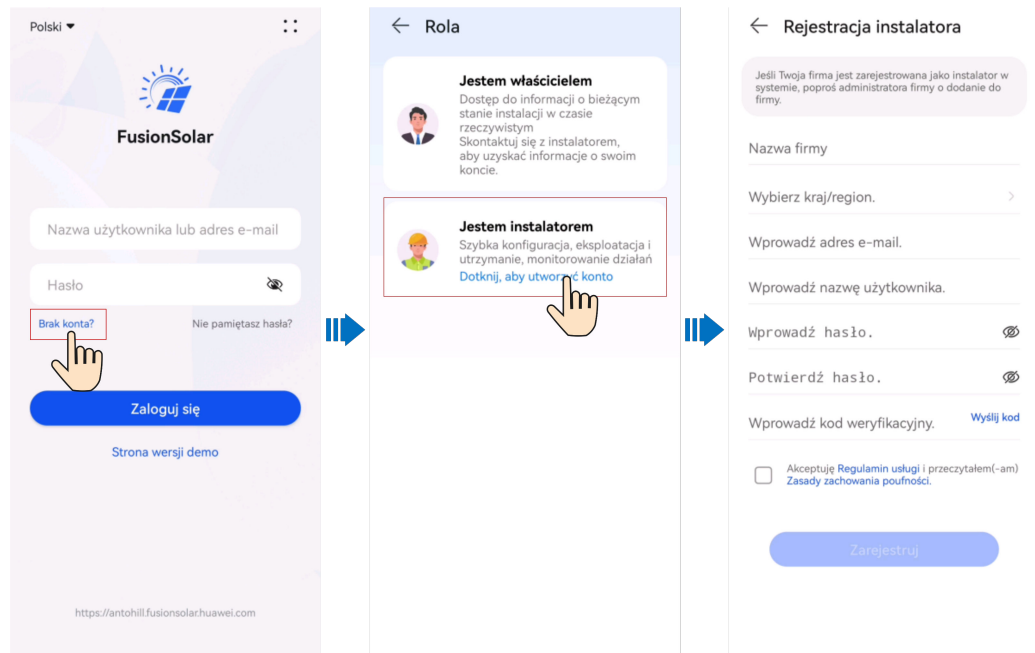 Polski
FusionSolar
Nazwa użytkownika lub adres e-mail
Hasło
Brak konta?
Nie pamiętasz hasła?
Zaloguj się
Strona wersji demo
https://antohill.fusionsolar.huawei.com
Rola
Jestem właścicielem
Dostęp do informacji o bieżącym
stanie instalacji w czasie
rzeczywistym
Skontaktuj się z instalatorem,
aby uzyskać informacje o swoim
koncie.
Jestem instalatorem
Szybka konfiguracja, eksploatacja i
utrzymanie, monitorowanie działań
Dotknij, aby utworzyć konto
Rejestracja instalatora
Jeśli Twoja firma jest zarejestrowana jako instalator w
systemie, poproś administratora firmy o dodanie do
firmy.
Nazwa firmy
Wybierz kraj/region.
Wprowadź adres e-mail.
Wprowadź nazwę użytkownika.
Wprowadź hasło.
Potwierdź hasło.
Wprowadź kod weryfikacyjny.
Wyślij kod
Akceptuję Regulamin usługi i przeczytałem(-am)
Zasady zachowania poufności.
Zarejestruj